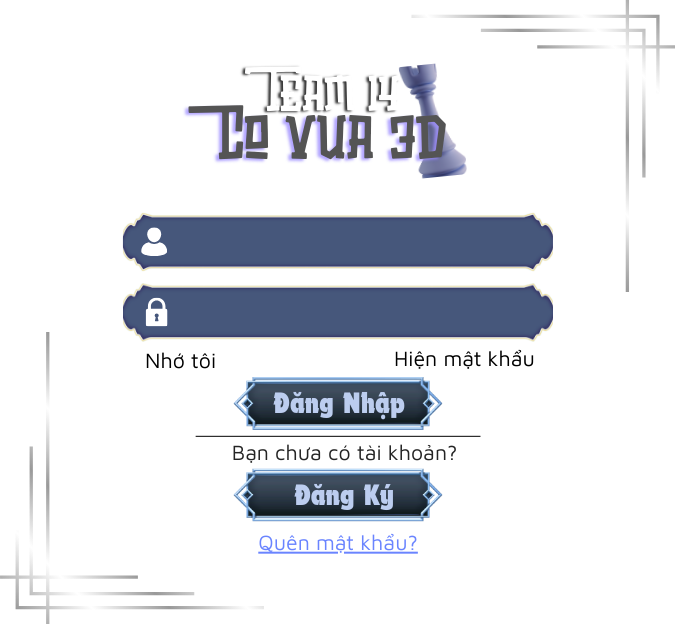 TEAM 14
CO VUA 3D
Nhớ tôi
Hiện mật khẩu
Đăng Nhập
Bạn chưa có tài khoản?
Đăng Ký
Quên mật khẩu?